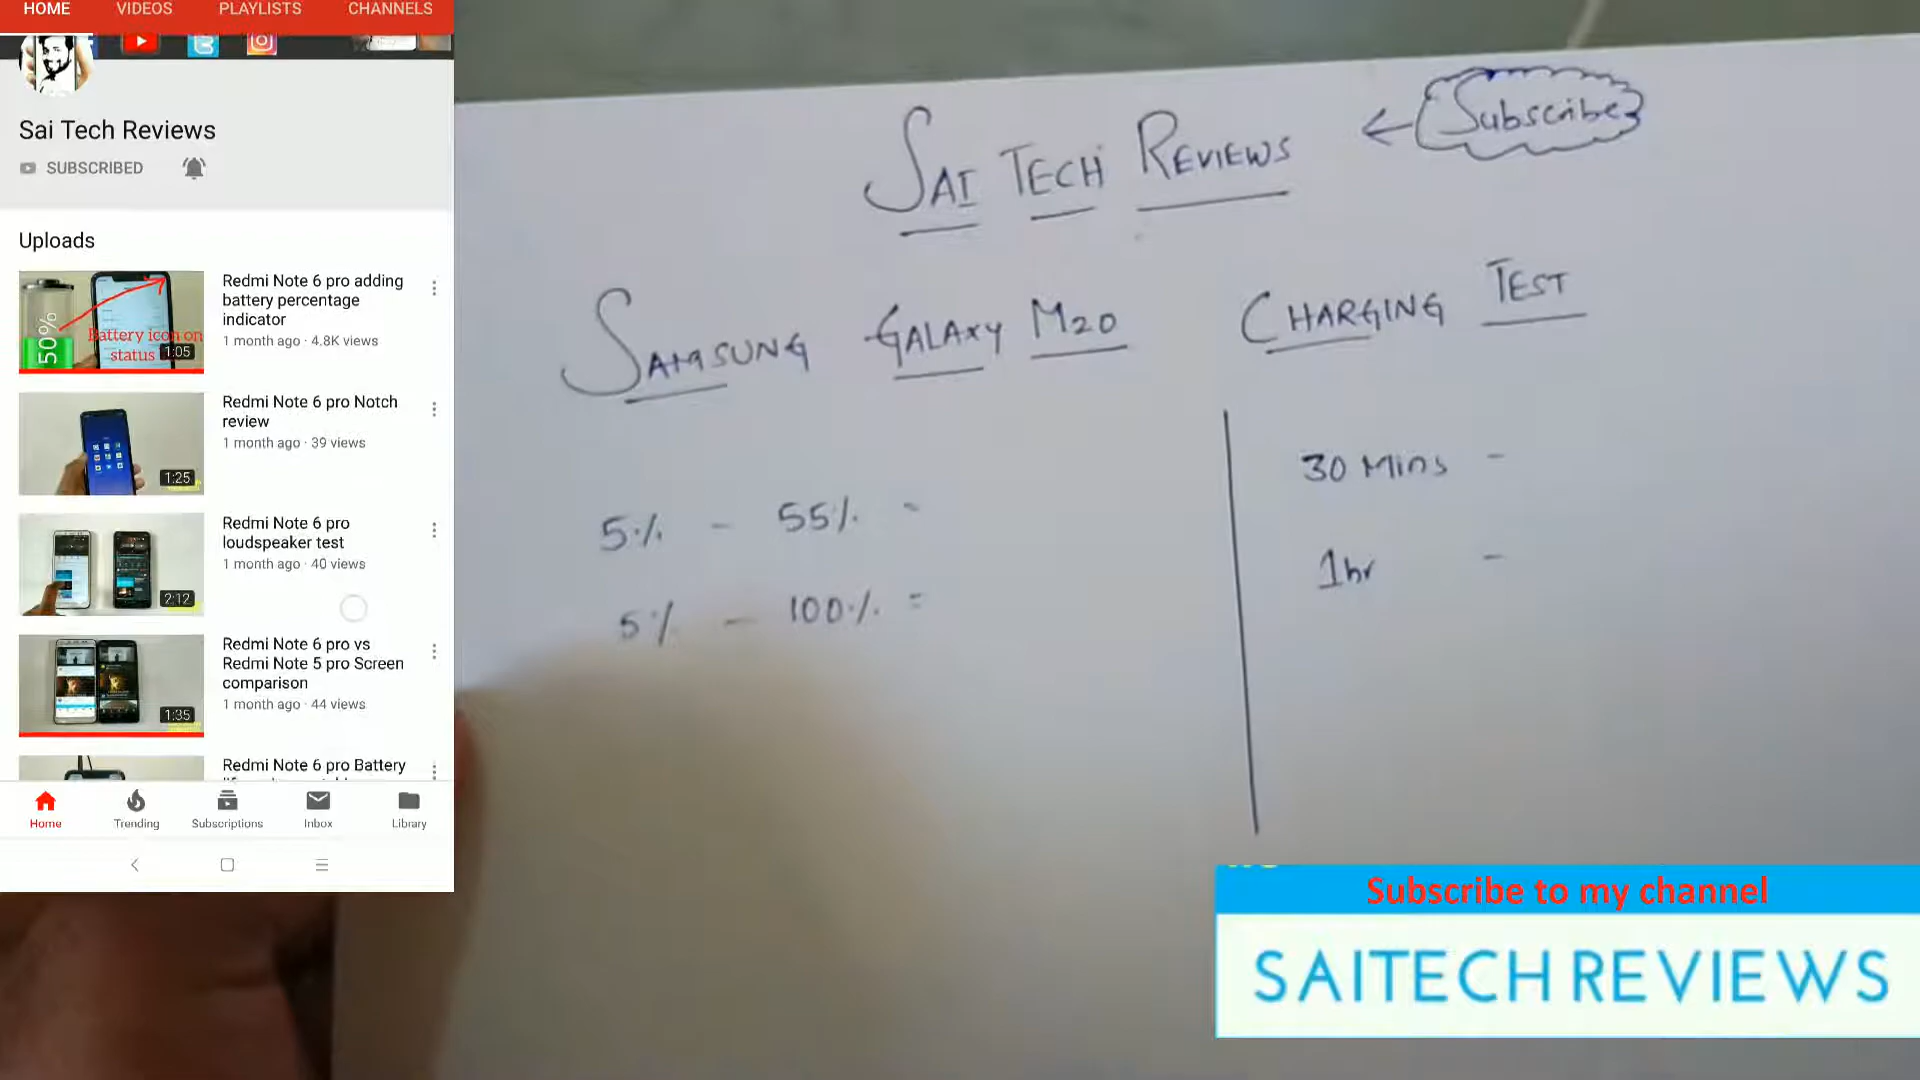 HOME VIDEOS PLAYLISTS CHANNELS
Sai Tech Reviews
SUBSCRIBED
Uploads
50%
Battery icon on
status
1:05
Redmi Note 6 pro adding
battery percentage
indicator
1 month ago · 4.8K views
1:25
Redmi Note 6 pro Notch
review
1 month ago · 39 views
2:12
Redmi Note 6 pro
loudspeaker test
1 month ago · 40 views
1:35
Redmi Note 6 pro vs
Redmi Note 5 pro Screen
comparison
1 month ago · 44 views
Redmi Note 6 pro Battery
Home Trending Subscriptions Inbox Library
SAI TECH REVIEWS ← Subscribe
SAMSUNG GALAXY M20 CHARGING TEST
5% - 55% -
5% - 100% =
30 Mins -
1hr -
Subscribe to my channel
SAITECH REVIEWS